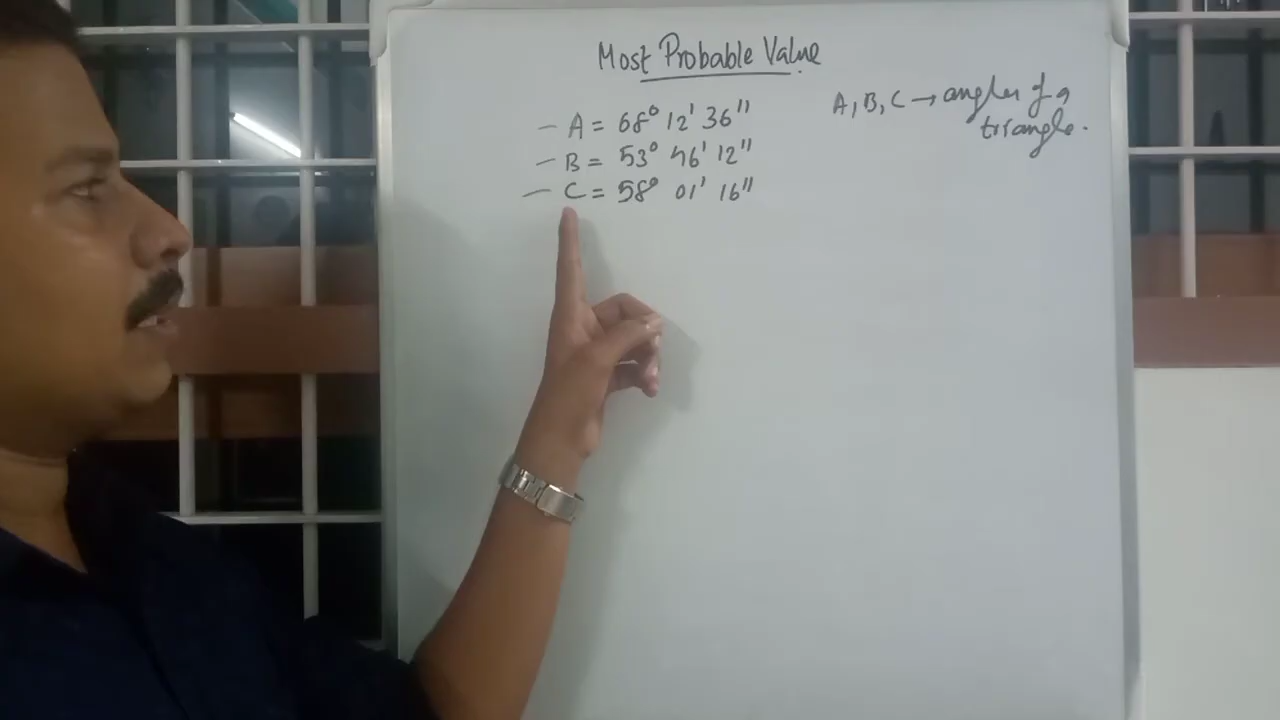 Most Probable Value
- A = 68° 12' 36"
- B = 53° 46' 12"
- C = 58° 01' 16"
A, B, C → angles of a
triangle.